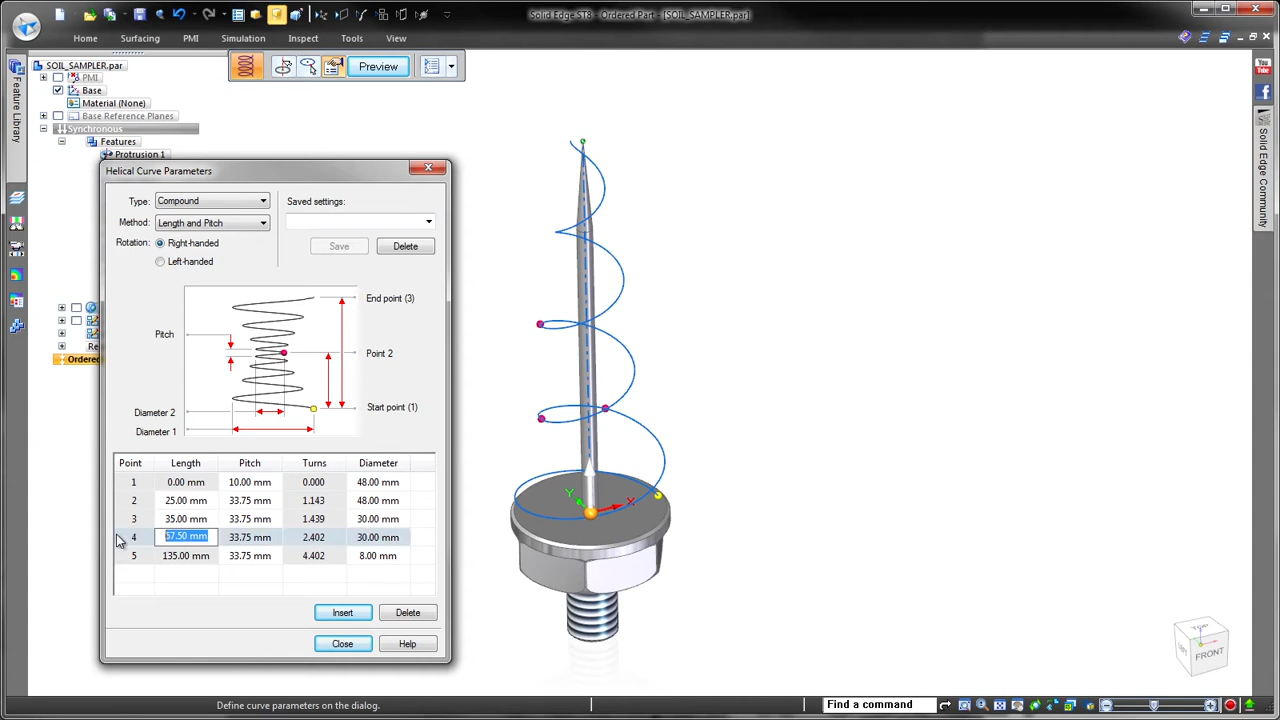 Solid Edge ST8 - Ordered Part - [SOIL_SAMPLER.par]
Home Surfacing PMI Simulation Inspect Tools View
Feature Library
SOIL_SAMPLER.par
PMI
Base
Material (None)
Base Reference Planes
Synchronous
Features
Protrusion 1
Re
Ordered
Preview
Helical Curve Parameters
Type: Compound
Method: Length and Pitch
Rotation: Right-handed
Left-handed
Saved settings:
Save Delete
End point (3)
Pitch
Point 2
Diameter 2
Start point (1)
Diameter 1
Point Length Pitch Turns Diameter
1 0.00 mm 10.00 mm 0.000 48.00 mm
2 25.00 mm 33.75 mm 1.143 48.00 mm
3 35.00 mm 33.75 mm 1.439 30.00 mm
4 67.50 mm 33.75 mm 2.402 30.00 mm
5 135.00 mm 33.75 mm 4.402 8.00 mm
Insert Delete
Close Help
Y X
TOP
FRONT
You Tube
Solid Edge Community
Define curve parameters on the dialog.
Find a command